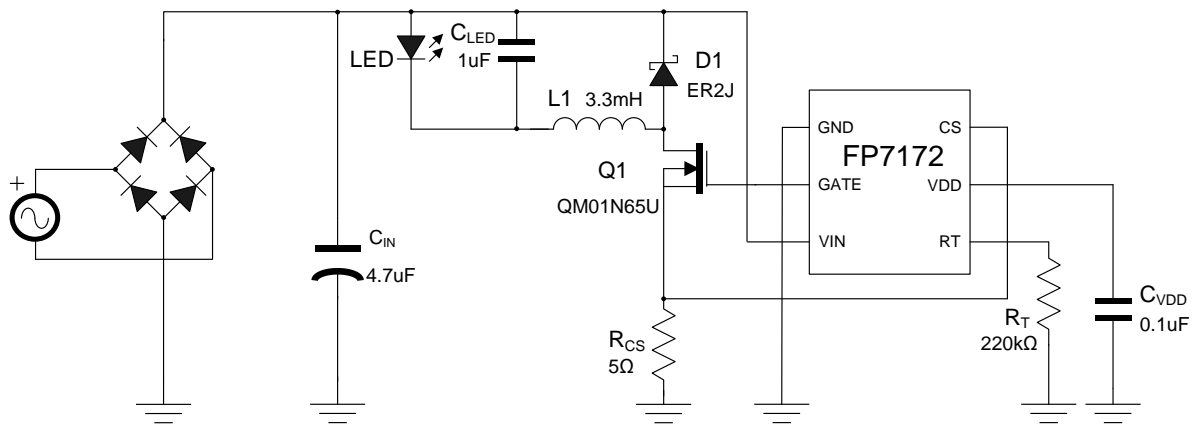 LED
CLED
1uF
D1
ER2J
L1 3.3mH
Q1
QM01N65U
+
CIN
4.7uF
GND
CS
FP7172
GATE
VDD
VIN
RT
RCS
5Ω
RT
220kΩ
CVDD
0.1uF